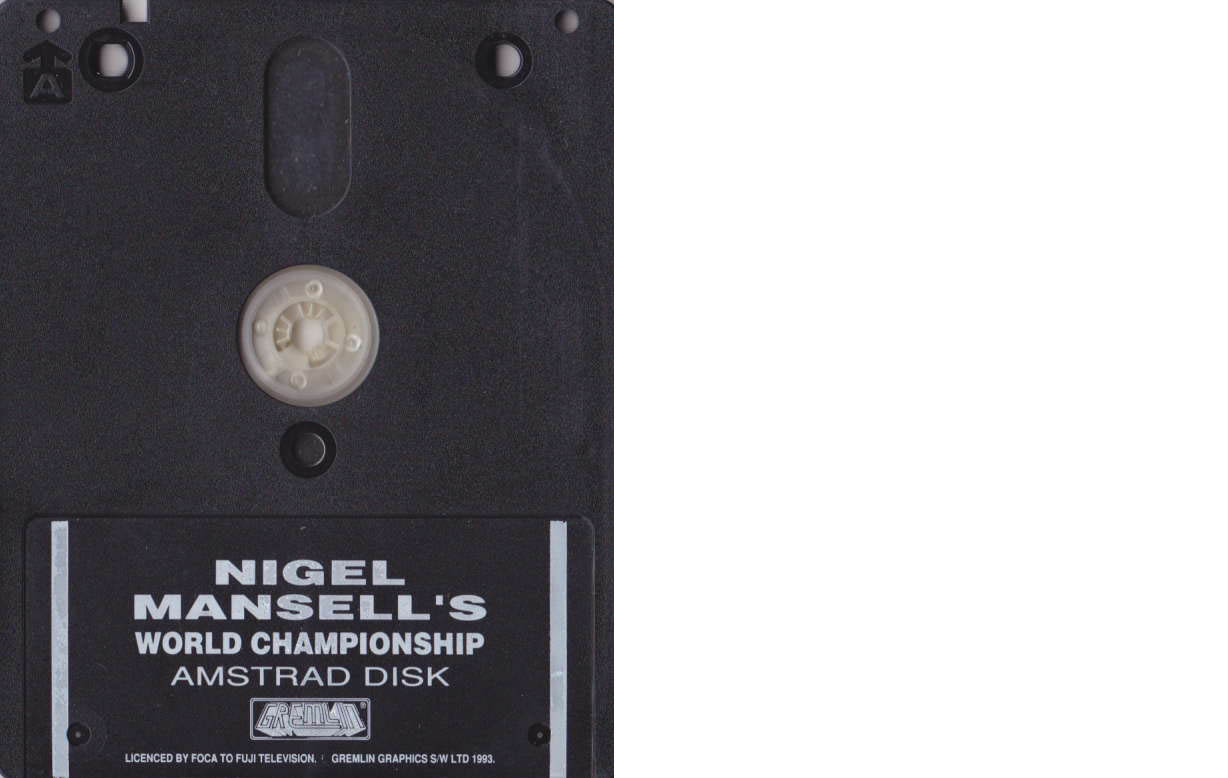 A
NIGEL
MANSELL'S
WORLD CHAMPIONSHIP
AMSTRAD DISK
GREMLIN®
LICENCED BY FOCA TO FUJI TELEVISION. GREMLIN GRAPHICS S/W LTD 1993.